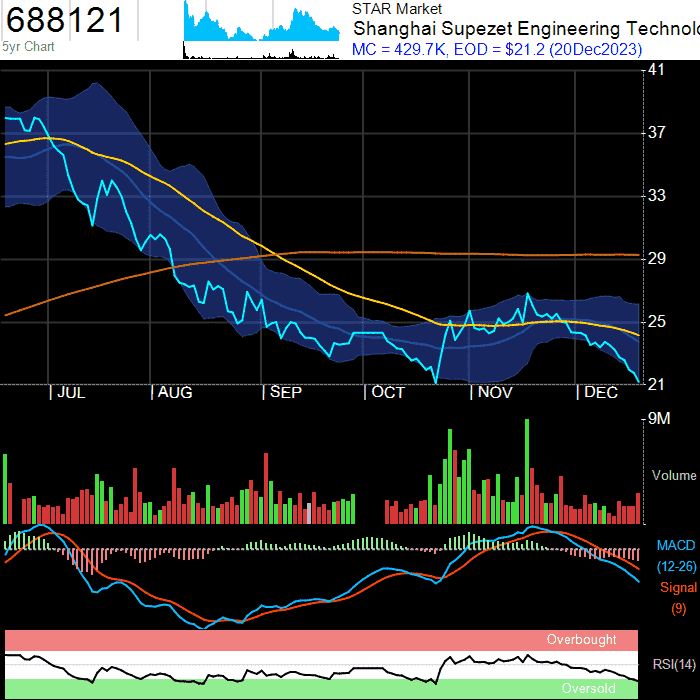 688121
5yr Chart
STAR Market
Shanghai Supezet Engineering Technolo
MC = 429.7K, EOD = $21.2 (20Dec2023)
41
37
33
29
25
21
JUL AUG SEP OCT NOV DEC
9M
Volume
MACD
(12-26)
Signal
(9)
Overbought
RSI(14)
Oversold